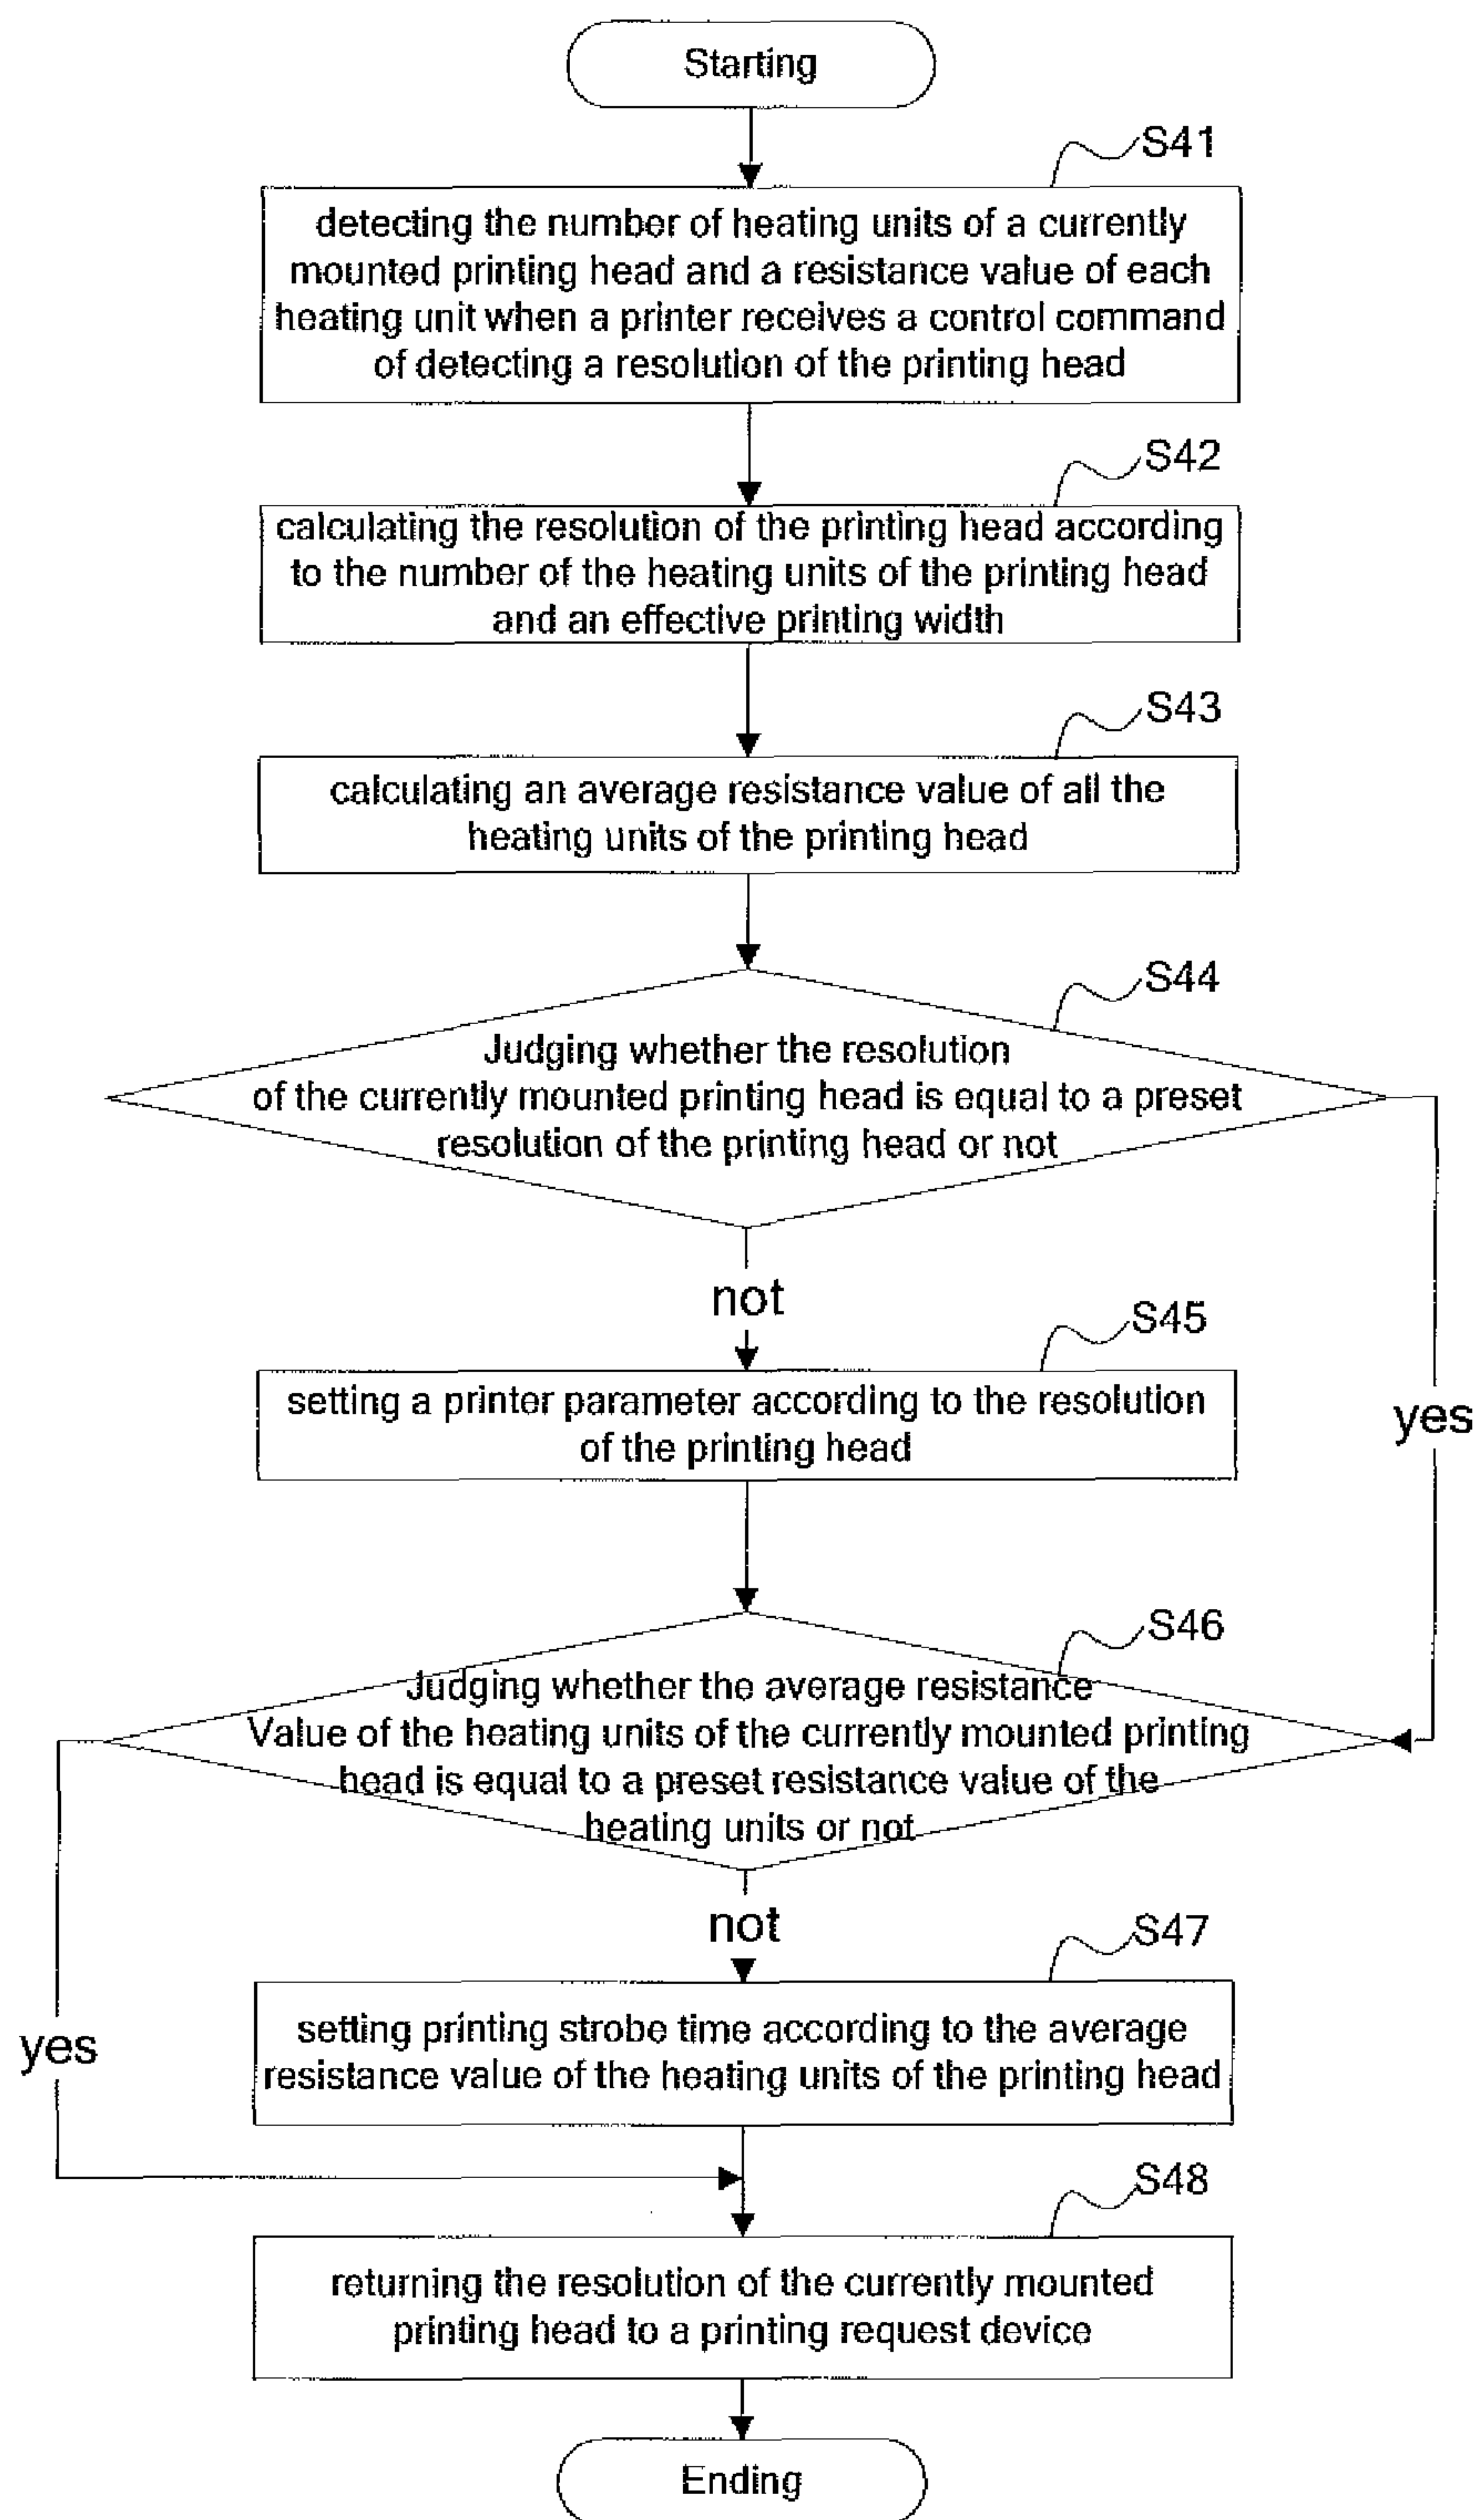 Starting
S41
detecting the number of heating units of a currently
mounted printing head and a resistance value of each
heating unit when a printer receives a control command
of detecting a resolution of the printing head
S42
calculating the resolution of the printing head according
to the number of the heating units of the printing head
and an effective printing width
S43
calculating an average resistance value of all the
heating units of the printing head
S44
Judging whether the resolution
of the currently mounted printing head is equal to a preset
resolution of the printing head or not
not
S45
setting a printer parameter according to the resolution
of the printing head
yes
S46
Judging whether the average resistance
Value of the heating units of the currently mounted printing
head is equal to a preset resistance value of the
heating units or not
not
S47
setting printing strobe time according to the average
resistance value of the heating units of the printing head
yes
S48
returning the resolution of the currently mounted
printing head to a printing request device
Ending